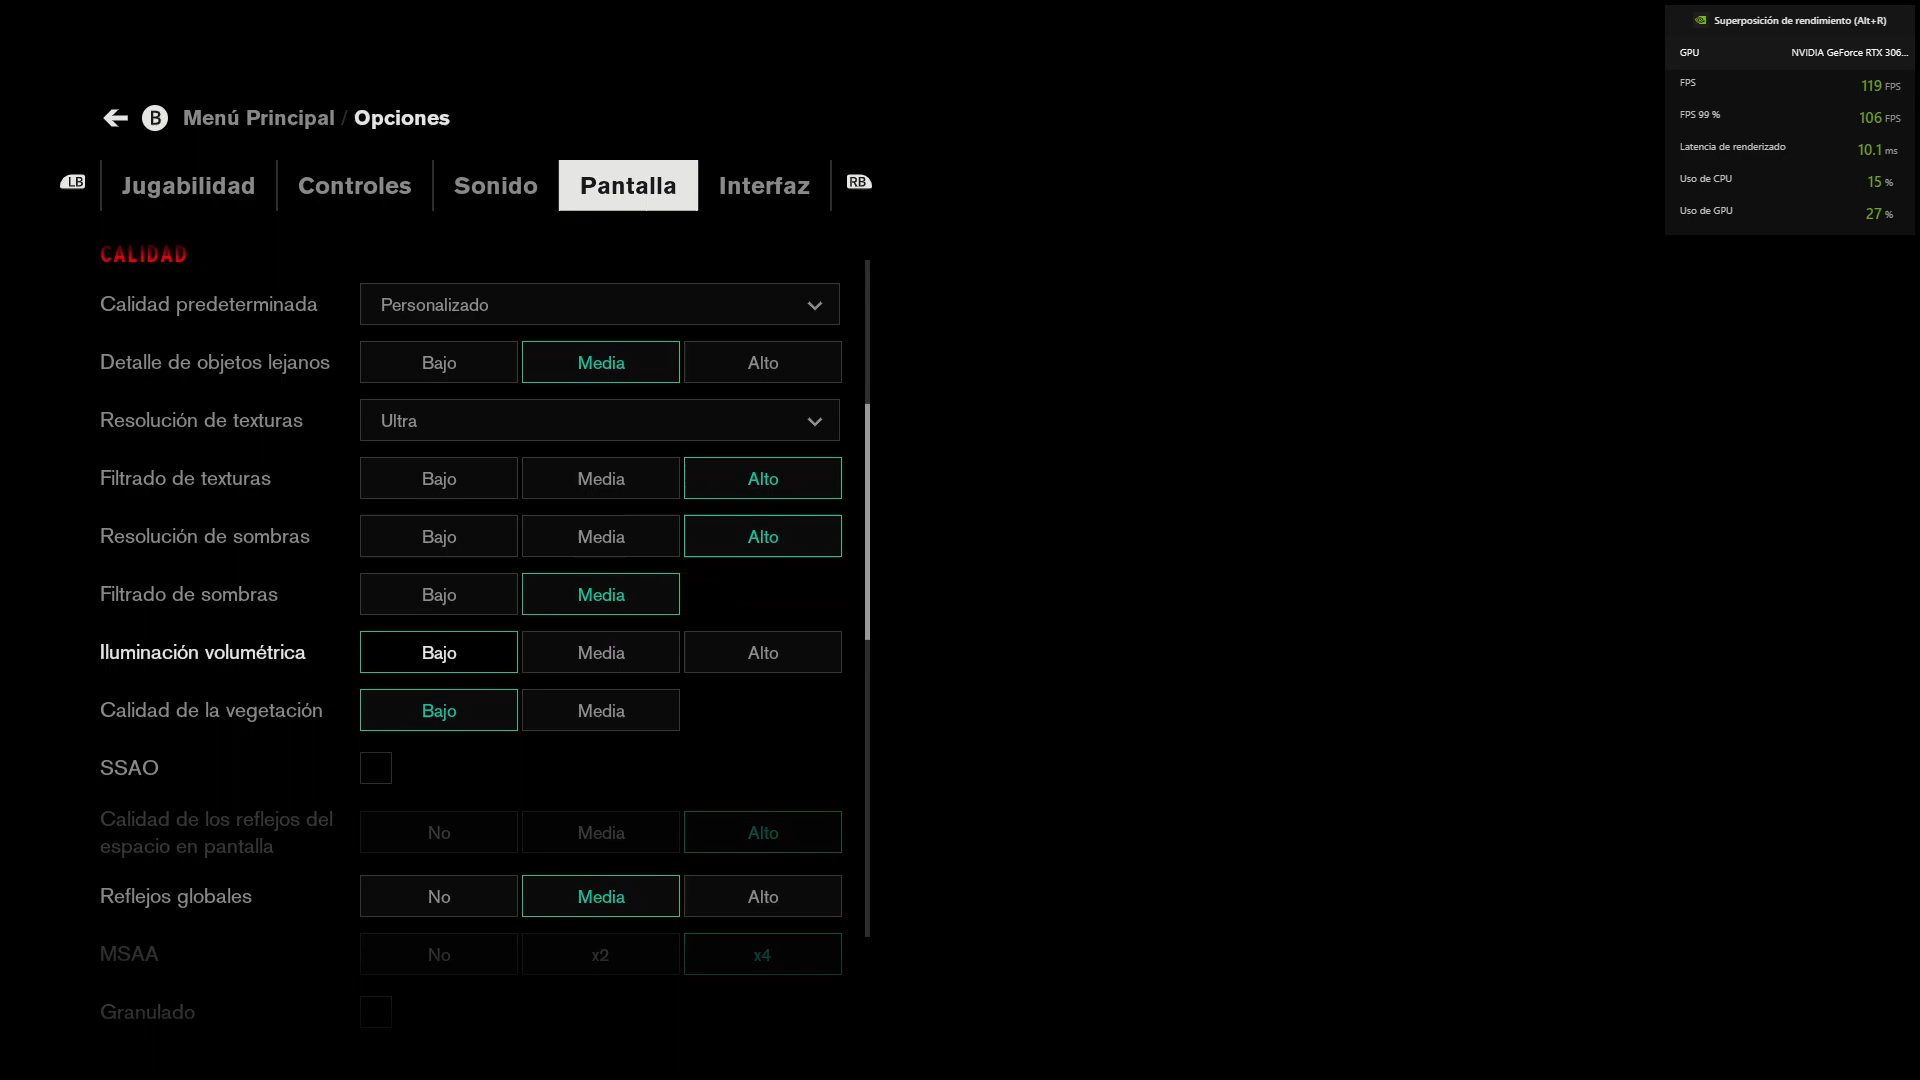 Superposición de rendimiento (Alt+R)
GPU NVIDIA GeForce RTX 306...
FPS 119 FPS
FPS 99 % 106 FPS
Latencia de renderizado 10.1 ms
Uso de CPU 15 %
Uso de GPU 27 %
B Menú Principal / Opciones
LB Jugabilidad Controles Sonido Pantalla Interfaz RB
CALIDAD
Calidad predeterminada Personalizado
Detalle de objetos lejanos Bajo Media Alto
Resolución de texturas Ultra
Filtrado de texturas Bajo Media Alto
Resolución de sombras Bajo Media Alto
Filtrado de sombras Bajo Media
Iluminación volumétrica Bajo Media Alto
Calidad de la vegetación Bajo Media
SSAO
Calidad de los reflejos del
espacio en pantalla No Media Alto
Reflejos globales No Media Alto
MSAA No x2 x4
Granulado